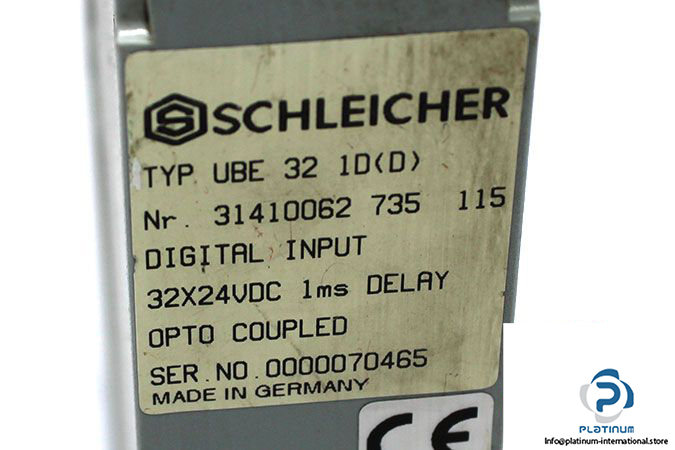 SCHLEICHER
TYP UBE 32 1D(D)
Nr. 31410062 735 115
DIGITAL INPUT
32X24VDC 1ms DELAY
OPTO COUPLED
SER.NO.0000070465
MADE IN GERMANY
CE
PLATINUM
Info@platinum-international.store